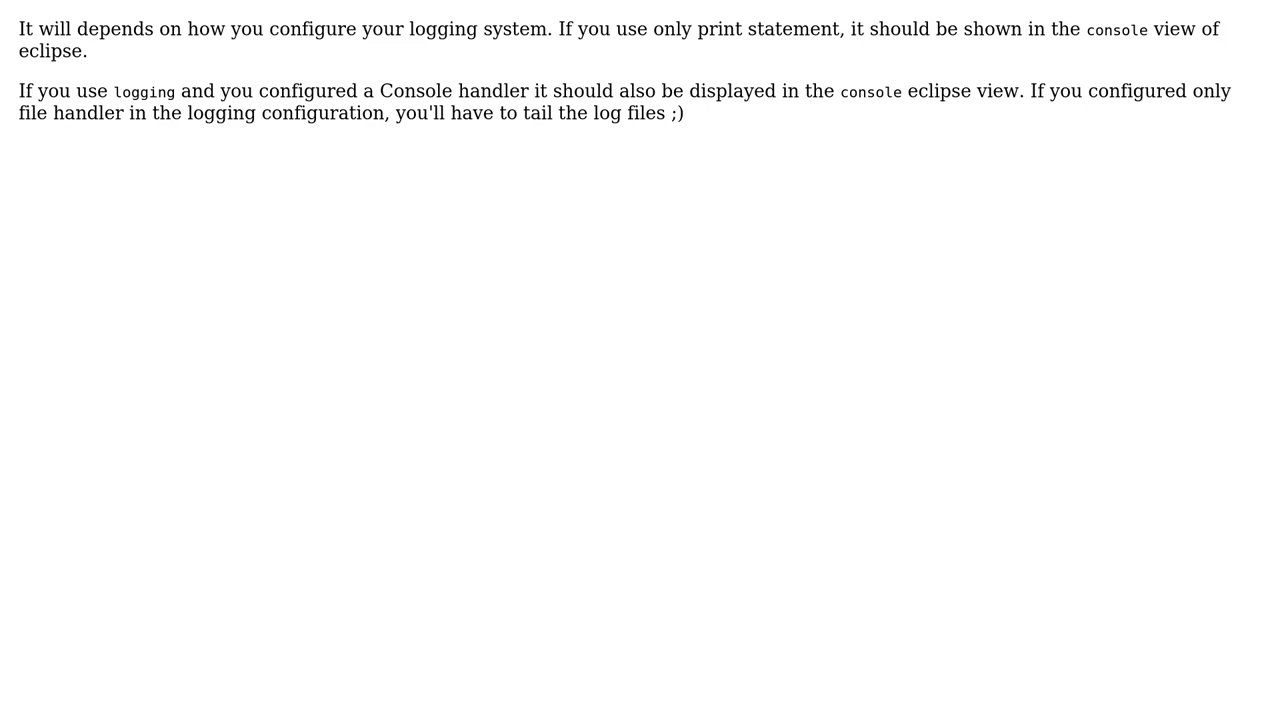 It will depends on how you configure your logging system. If you use only print statement, it should be shown in the console view of
eclipse.
If you use logging and you configured a Console handler it should also be displayed in the console eclipse view. If you configured only
file handler in the logging configuration, you'll have to tail the log files ;)